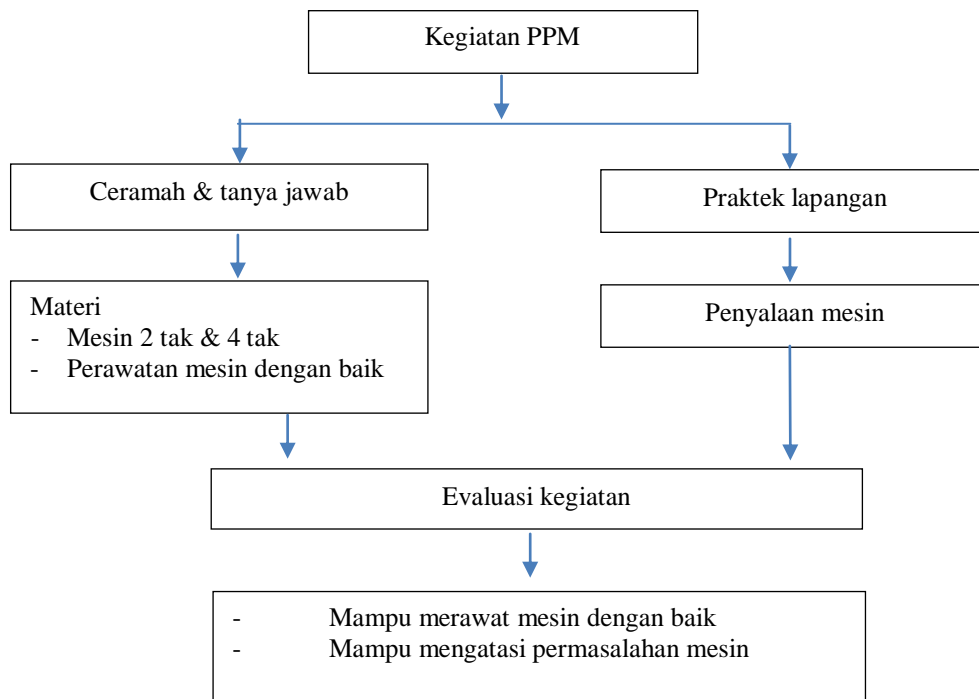 Kegiatan PPM
Ceramah & tanya jawab
Praktek lapangan
Materi
- Mesin 2 tak & 4 tak
- Perawatan mesin dengan baik
Penyalaan mesin
Evaluasi kegiatan
- Mampu merawat mesin dengan baik
- Mampu mengatasi permasalahan mesin